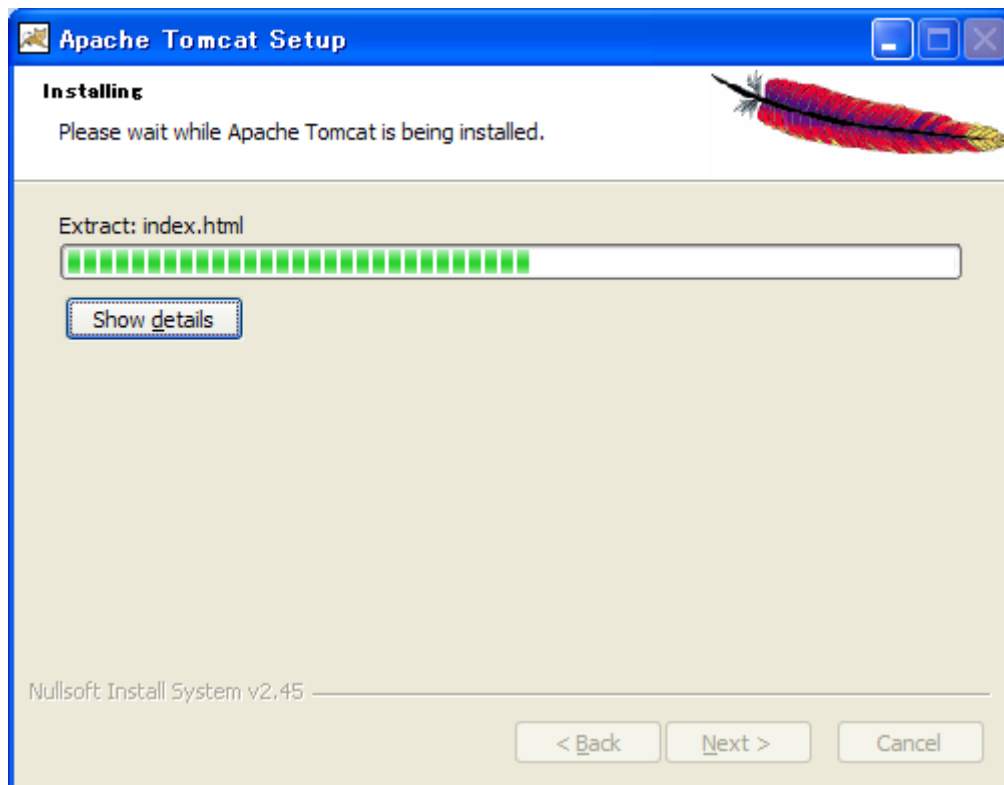 Apache Tomcat Setup
Installing
Please wait while Apache Tomcat is being installed.
Extract: index.html
Show details
Nullsoft Install System v2.45
< Back Next > Cancel